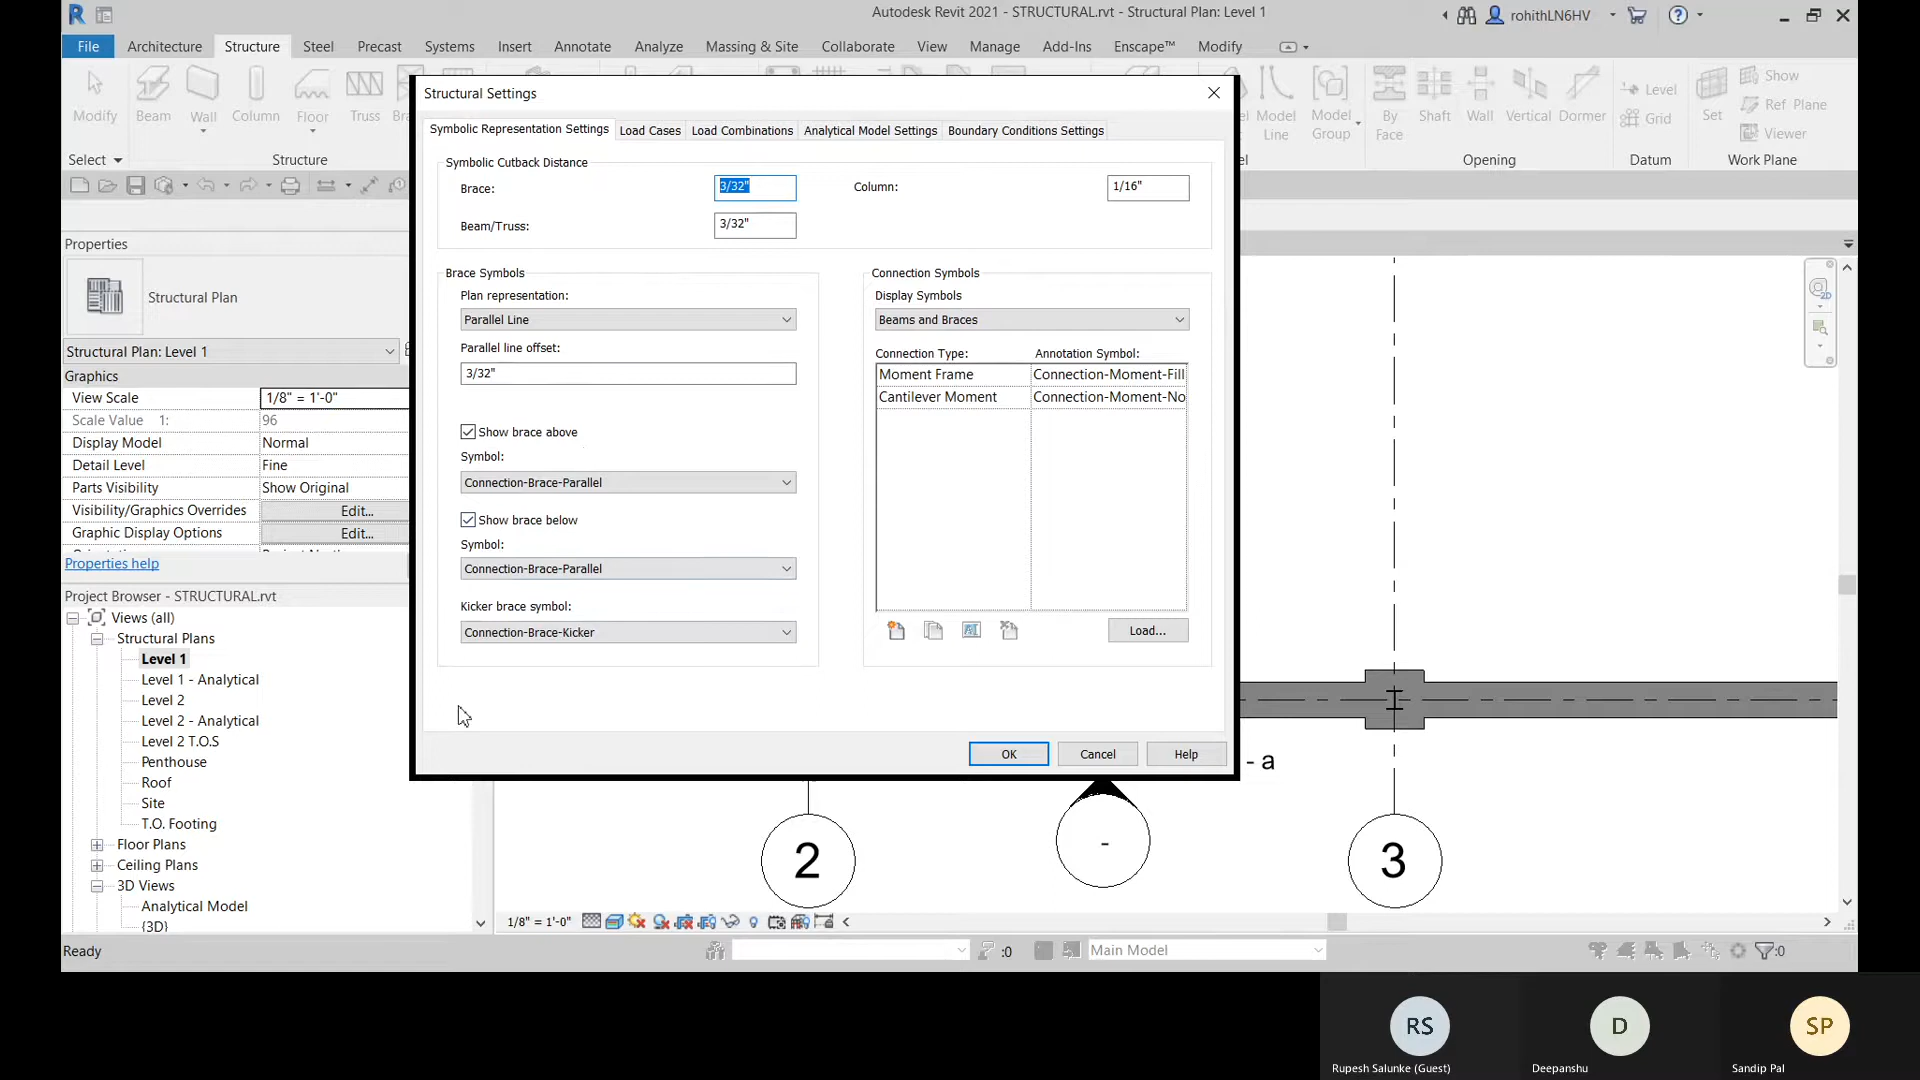 Autodesk Revit 2021 - STRUCTURAL.rvt - Structural Plan: Level 1
rohithLN6HV
File Architecture Structure Steel Precast Systems Insert Annotate Analyze Massing & Site Collaborate View Manage Add-Ins Enscape™ Modify
Modify Beam Wall Column Floor Truss
Model Line
Model Group
By Face
Shaft Wall Vertical Dormer
Level
Grid
Set
Show
Ref Plane
Viewer
Select Structure Opening Datum Work Plane
Structural Settings
Symbolic Representation Settings Load Cases Load Combinations Analytical Model Settings Boundary Conditions Settings
Symbolic Cutback Distance
Brace: 3/32" Column: 1/16"
Beam/Truss: 3/32"
Brace Symbols
Plan representation:
Parallel Line
Parallel line offset:
3/32"
Show brace above
Symbol:
Connection-Brace-Parallel
Show brace below
Symbol:
Connection-Brace-Parallel
Kicker brace symbol:
Connection-Brace-Kicker
Connection Symbols
Display Symbols
Beams and Braces
Connection Type: Annotation Symbol:
Moment Frame Connection-Moment-Fill
Cantilever Moment Connection-Moment-No
Load...
OK Cancel Help
Properties
Structural Plan
Structural Plan: Level 1
Graphics
View Scale 1/8" = 1'-0"
Scale Value 1: 96
Display Model Normal
Detail Level Fine
Parts Visibility Show Original
Visibility/Graphics Overrides Edit...
Graphic Display Options Edit...
Properties help
Project Browser - STRUCTURAL.rvt
Views (all)
Structural Plans
Level 1
Level 1 - Analytical
Level 2
Level 2 - Analytical
Level 2 T.O.S
Penthouse
Roof
Site
T.O. Footing
Floor Plans
Ceiling Plans
3D Views
Analytical Model
{3D}
- a
2
-
3
1/8" = 1'-0"
Ready
:0
Main Model
:0
RS
D
SP
Rupesh Salunke (Guest)
Deepanshu
Sandip Pal